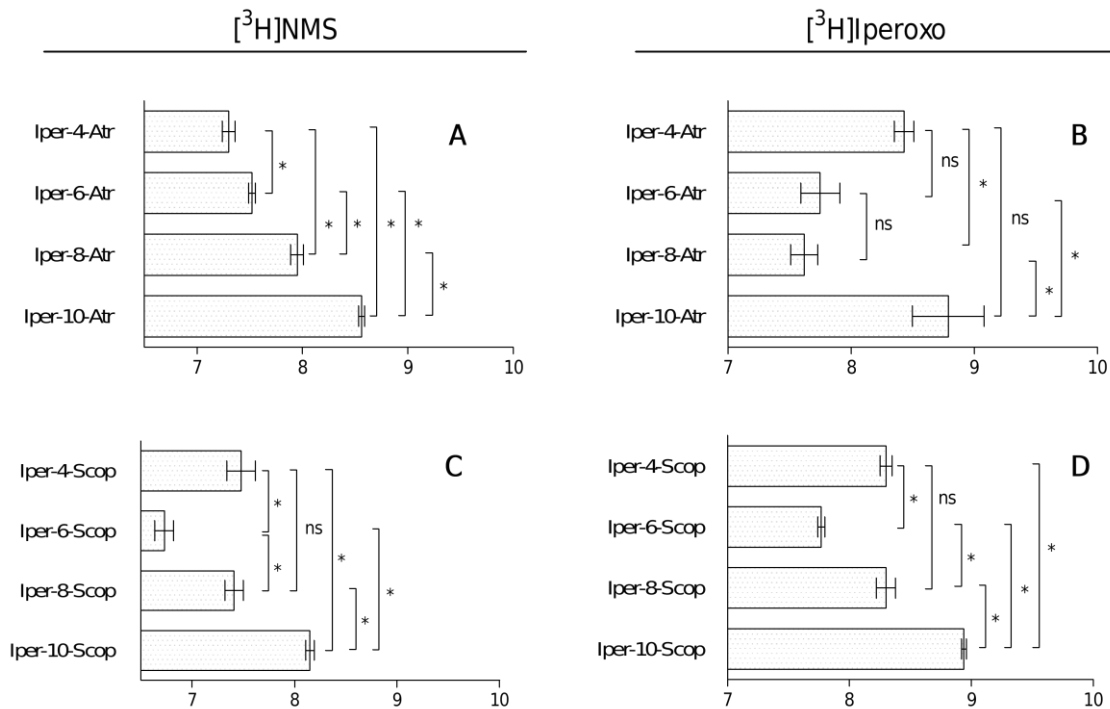 [³H]NMS
[³H]Iperoxo
Iper-4-Atr
Iper-6-Atr
Iper-8-Atr
Iper-10-Atr
A
*
* * * *
*
7 8 9 10
Iper-4-Atr
Iper-6-Atr
Iper-8-Atr
Iper-10-Atr
B
ns
*
ns
ns
*
*
7 8 9 10
Iper-4-Scop
Iper-6-Scop
Iper-8-Scop
Iper-10-Scop
C
*
ns
*
*
*
*
7 8 9 10
Iper-4-Scop
Iper-6-Scop
Iper-8-Scop
Iper-10-Scop
D
*
ns
*
*
*
*
7 8 9 10